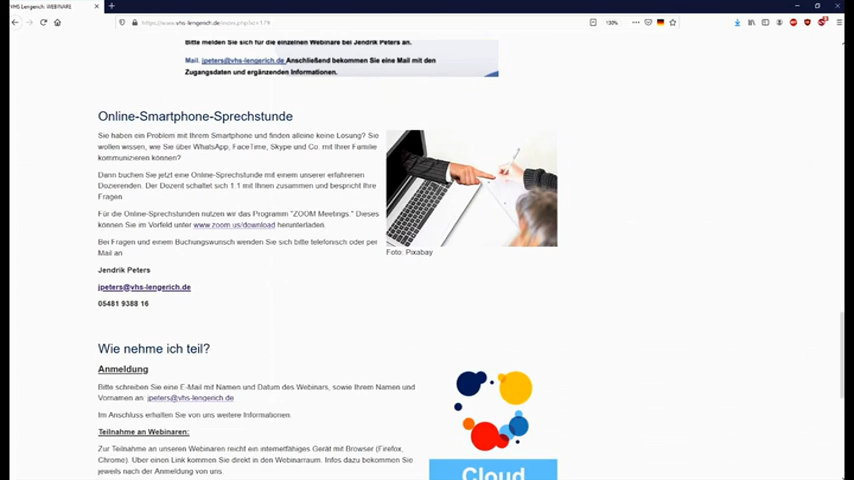 VHS Lengerich: WEBINARE
https://www.vhs-lengerich.de/more.php?id=179
130%
Bitte melden Sie sich für die einzelnen Webinare bei Jendrik Peters an.
Mail. jpeters@vhs-lengerich.de Anschließend bekommen Sie eine Mail mit den
Zugangsdaten und ergänzenden Informationen.
Online-Smartphone-Sprechstunde
Sie haben ein Problem mit Ihrem Smartphone und finden alleine keine Lösung? Sie
wollen wissen, wie Sie über WhatsApp, FaceTime, Skype und Co. mit Ihrer Familie
kommunizieren können?
Dann buchen Sie jetzt eine Online-Sprechstunde mit einem unserer erfahrenen
Dozierenden. Der Dozent schaltet sich 1:1 mit Ihnen zusammen und bespricht Ihre
Fragen
Für die Online-Sprechstunden nutzen wir das Programm "ZOOM Meetings." Dieses
können Sie im Vorfeld unter www.zoom.us/download herunterladen.
Bei Fragen und einem Buchungswunsch wenden Sie sich bitte telefonisch oder per
Mail an
Foto: Pixabay
Jendrik Peters
jpeters@vhs-lengerich.de
05481 9388 16
Wie nehme ich teil?
Anmeldung
Bitte schreiben Sie eine E-Mail mit Namen und Datum des Webinars, sowie Ihrem Namen und
Vornamen an: jpeters@vhs-lengerich.de
Im Anschluss erhalten Sie von uns weitere Informationen.
Teilnahme an Webinaren:
Zur Teilnahme an unseren Webinaren reicht ein internetfähiges Gerät mit Browser (Firefox,
Chrome). Über einen Link kommen Sie direkt in den Webinarraum. Infos dazu bekommen Sie
jeweils nach der Anmeldung von uns.
Cloud